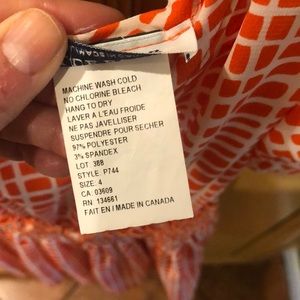 MACHINE WASH COLD
NO CHLORINE BLEACH
HANG TO DRY
LAVER A L'EAU FROIDE
NE PAS JAVELLISER
SUSPENDRE POUR SECHER
97% POLYESTER
3% SPANDEX
LOT 38B
STYLE: P744
SIZE: 4
CA. 03609
RN: 134661
FAIT EN / MADE IN CANADA